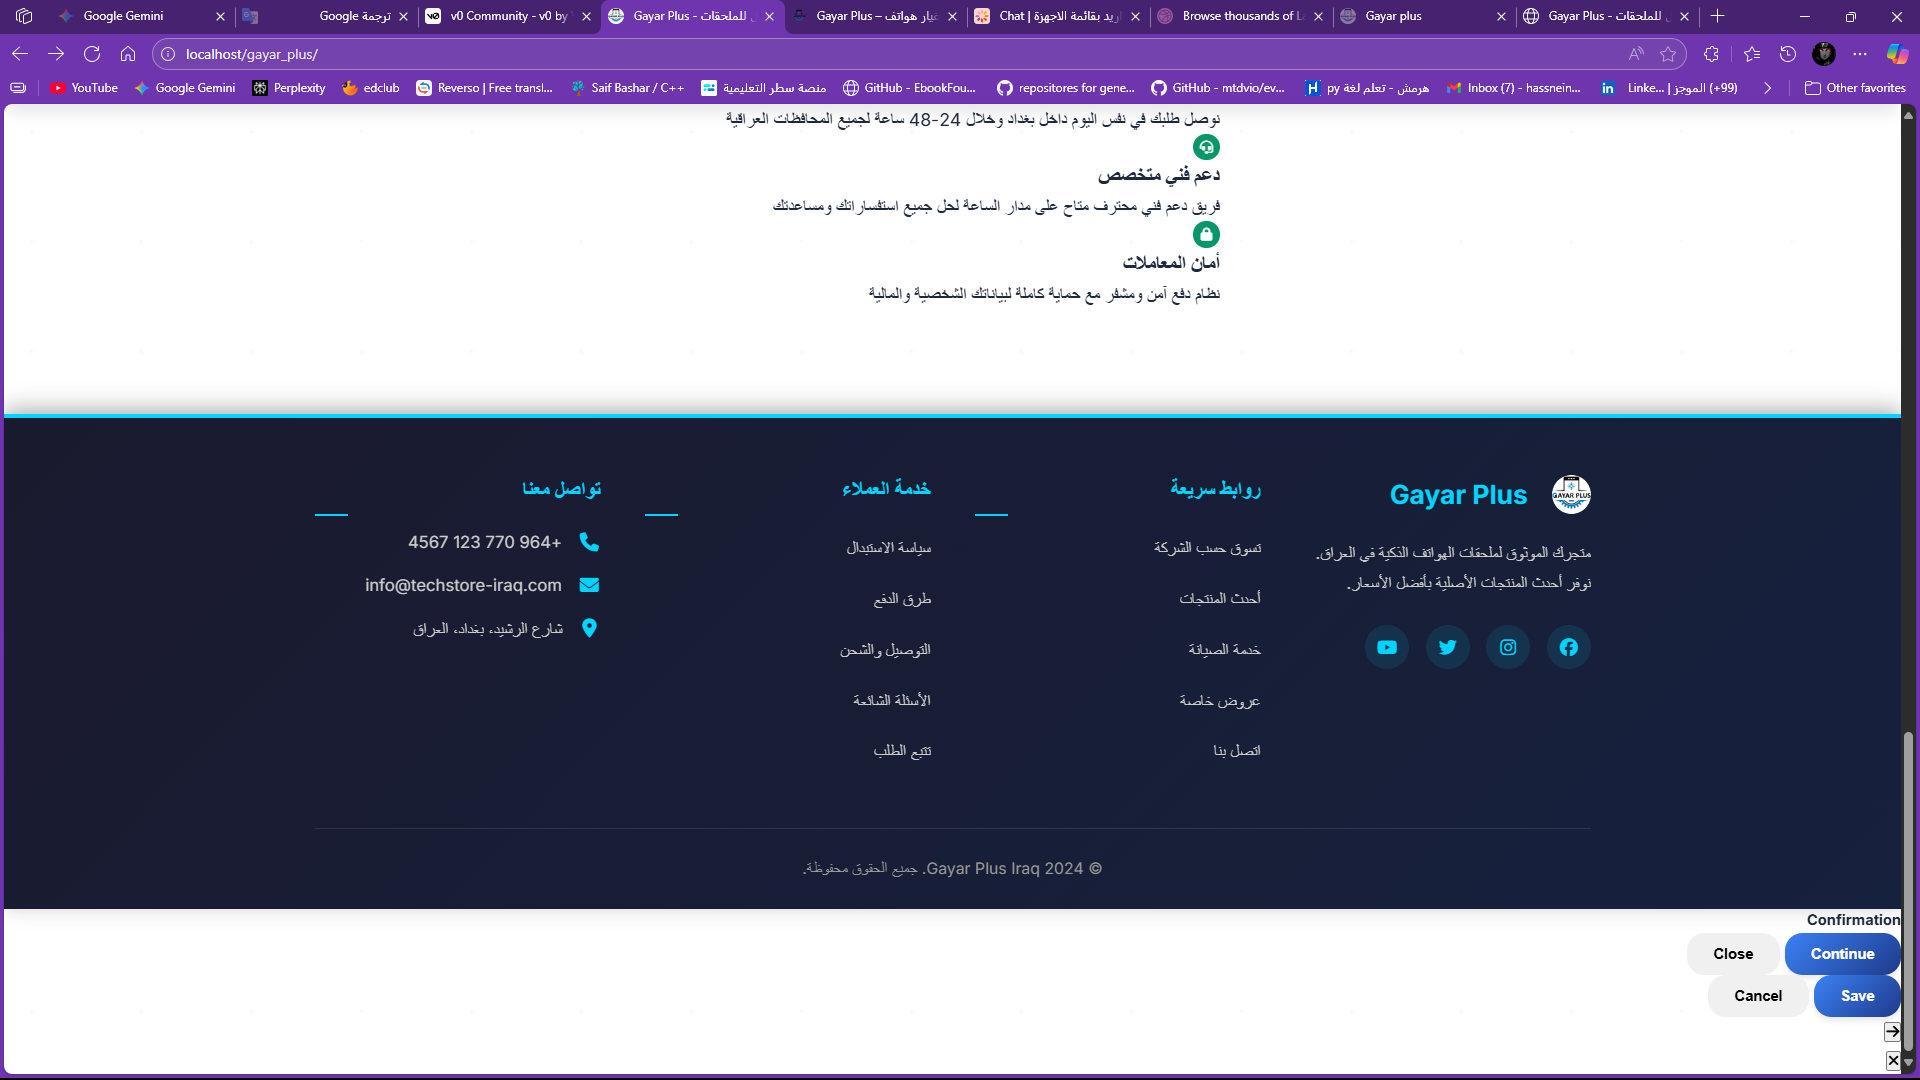 Google Gemini
ترجمة Google
v0 Community - v0 by
Gayar Plus - للملحقات
Gayar Plus – غيار هواتف
Chat | اريد بقائمة الاجهزة
Browse thousands of
Gayar plus
Gayar Plus - للملحقات
localhost/gayar_plus/
YouTube
Google Gemini
Perplexity
edclub
Reverso | Free transl...
Saif Bashar / C++
منصة سطر التعليمية
GitHub - EbookFou...
repositores for gene...
GitHub - mtdvio/ev...
هرمش - تعلم لغة py
Inbox (7) - hassnein...
(99+) الموجز | Linke...
Other favorites
نوصل طلبك في نفس اليوم داخل بغداد وخلال 24-48 ساعة لجميع المحافظات العراقية
دعم فني متخصص
فريق دعم فني محترف متاح على مدار الساعة لحل جميع استفساراتك ومساعدتك
أمان المعاملات
نظام دفع آمن ومشفر مع حماية كاملة لبياناتك الشخصية والمالية
GAYAR PLUS
Gayar Plus
متجرك الموثوق لملحقات الهواتف الذكية في العراق.
نوفر أحدث المنتجات الأصلية بأفضل الأسعار.
روابط سريعة
تسوق حسب الشركة
أحدث المنتجات
خدمة الصيانة
عروض خاصة
اتصل بنا
خدمة العملاء
سياسة الاستبدال
طرق الدفع
التوصيل والشحن
الأسئلة الشائعة
تتبع الطلب
تواصل معنا
+964 770 123 4567
info@techstore-iraq.com
شارع الرشيد، بغداد، العراق
© 2024 Gayar Plus Iraq. جميع الحقوق محفوظة.
Confirmation
Close
Continue
Cancel
Save